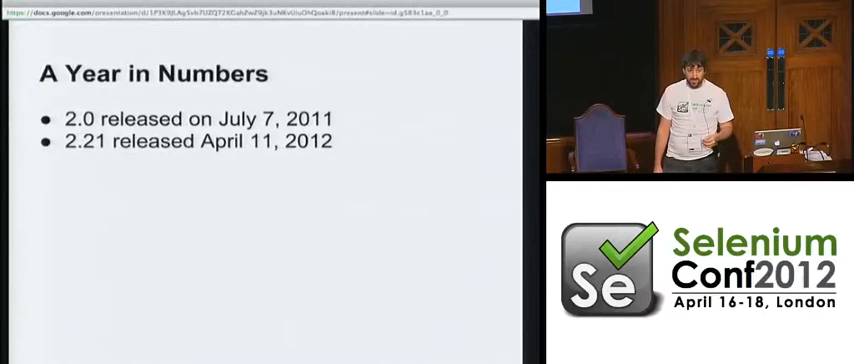 A Year in Numbers
● 2.0 released on July 7, 2011
● 2.21 released April 11, 2012
Se
Selenium
Conf2012
April 16-18, London